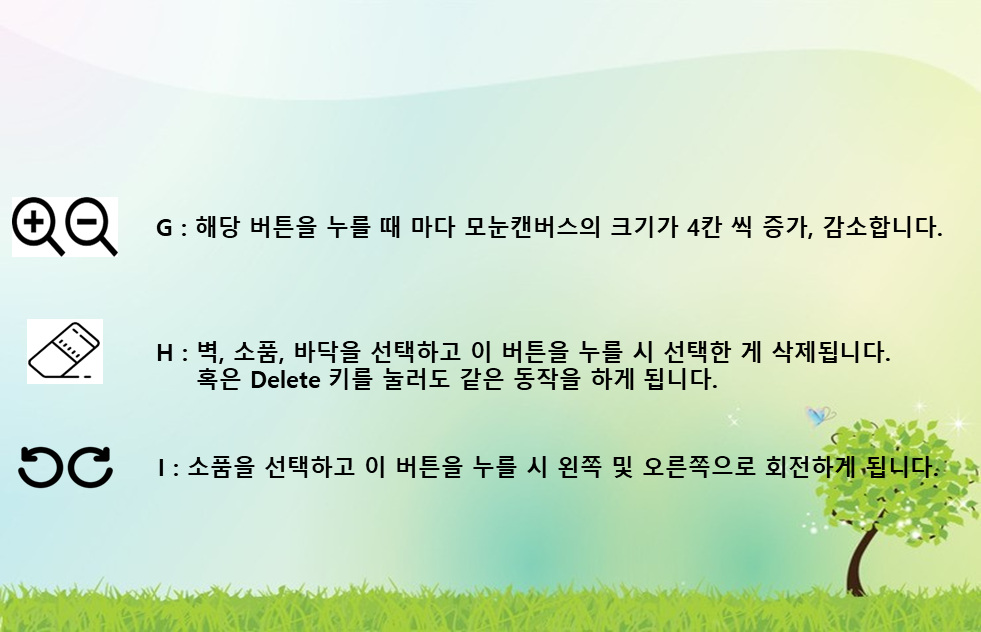 G : 해당 버튼을 누를 때 마다 모눈캔버스의 크기가 4칸 씩 증가, 감소합니다.
H : 벽, 소품, 바닥을 선택하고 이 버튼을 누를 시 선택한 게 삭제됩니다.
혹은 Delete 키를 눌러도 같은 동작을 하게 됩니다.
I : 소품을 선택하고 이 버튼을 누를 시 왼쪽 및 오른쪽으로 회전하게 됩니다.